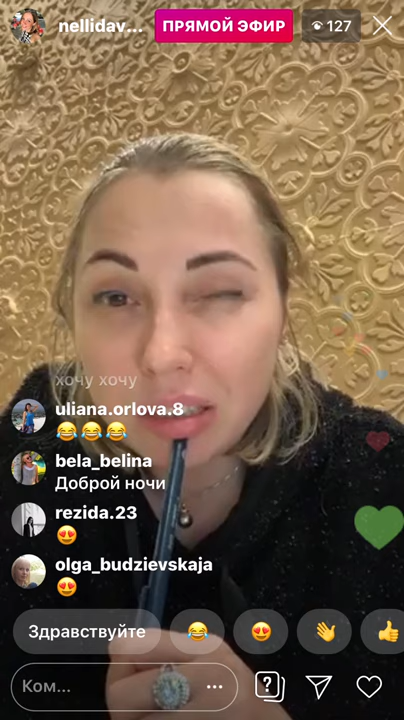 nellidav...
ПРЯМОЙ ЭФИР
127
хочу хочу
uliana.orlova.8
😂😂😂
bela_belina
Доброй ночи
rezida.23
😍
olga_budzievskaja
😍
Здравствуйте
Ком...